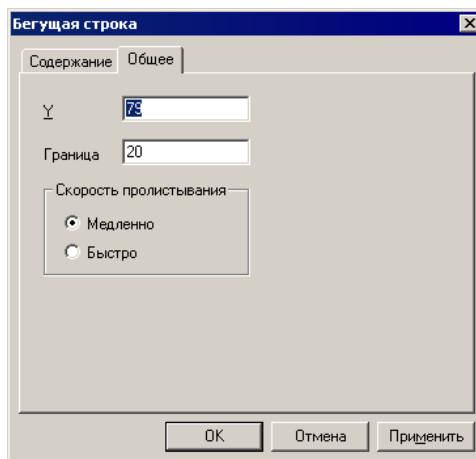 Бегущая строка
Содержание Общее
Y 79
Граница 20
Скорость пролистывания
Медленно
Быстро
OK Отмена Применить